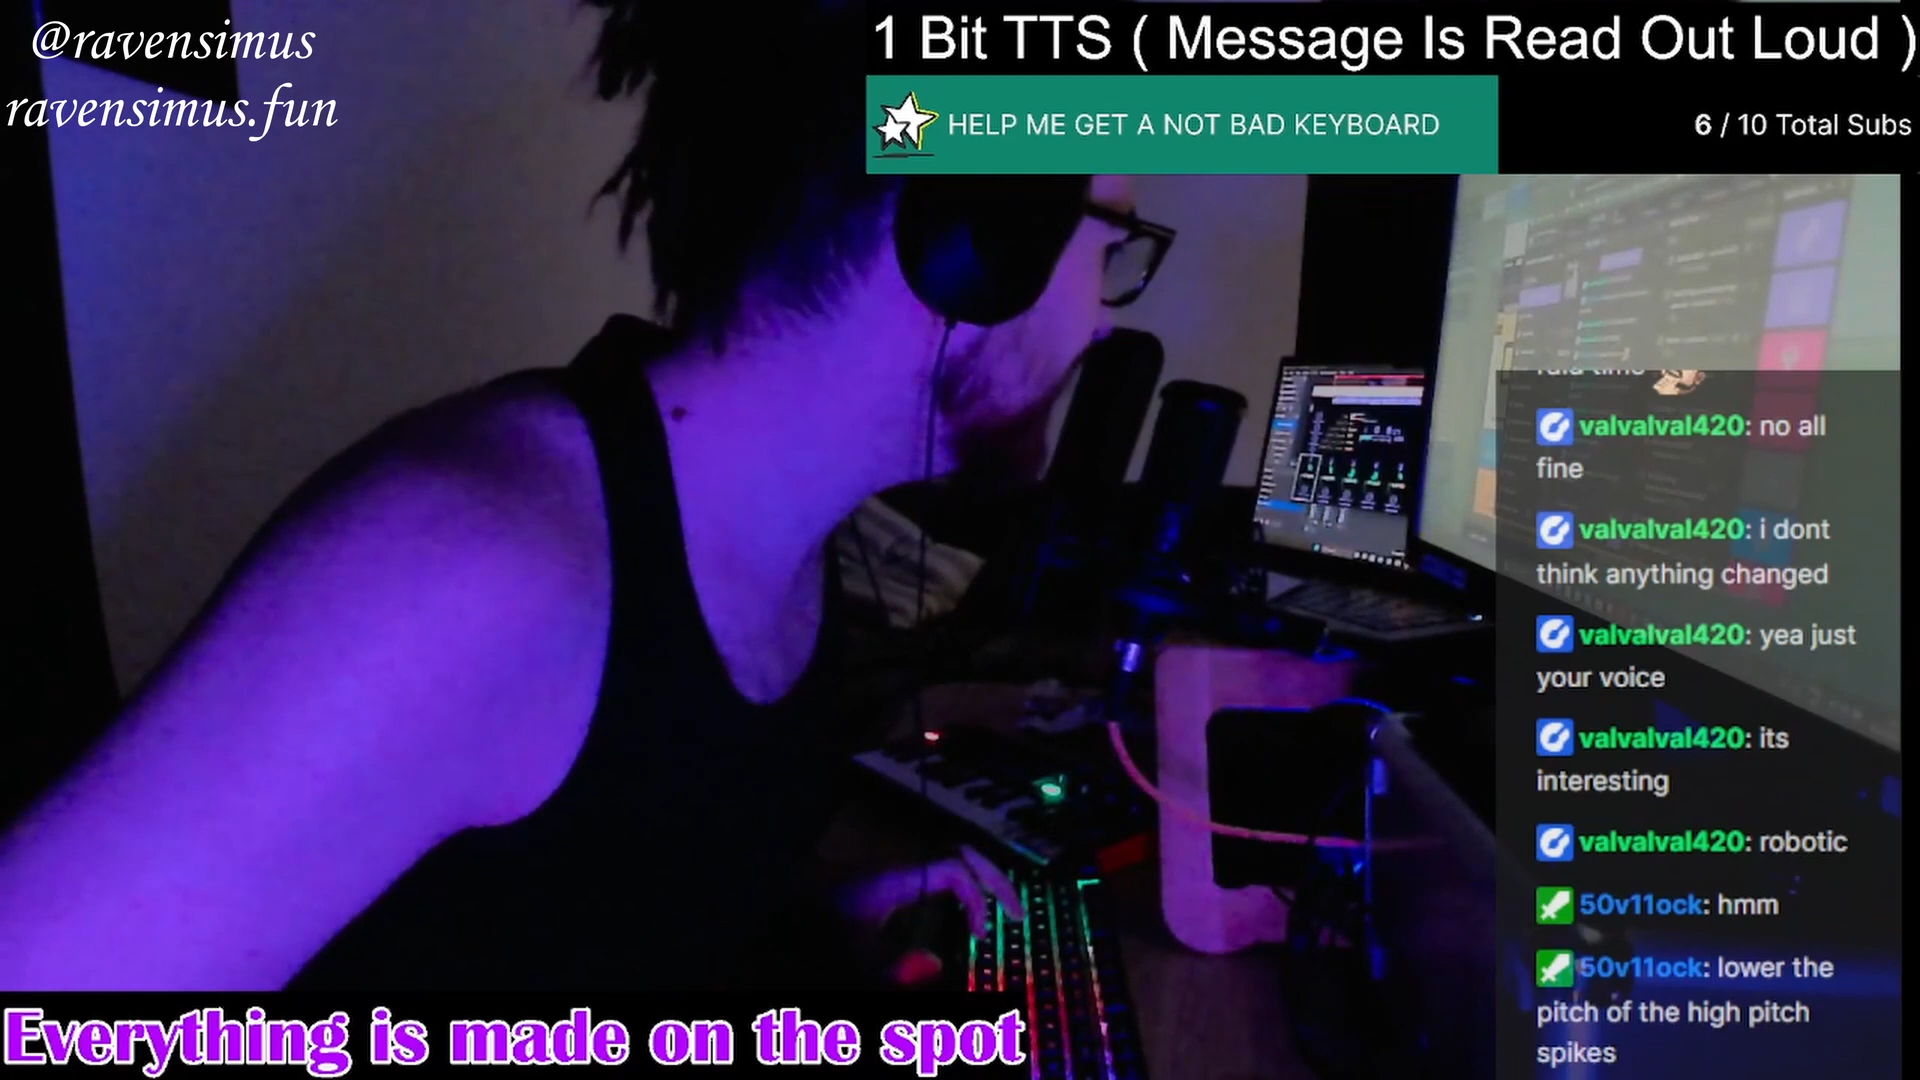 @ravensimus
ravensimus.fun
1 Bit TTS ( Message Is Read Out Loud )
HELP ME GET A NOT BAD KEYBOARD
6 / 10 Total Subs
valvalval420: no all
fine
valvalval420: i dont
think anything changed
valvalval420: yea just
your voice
valvalval420: its
interesting
valvalval420: robotic
50v11ock: hmm
50v11ock: lower the
pitch of the high pitch
spikes
Everything is made on the spot